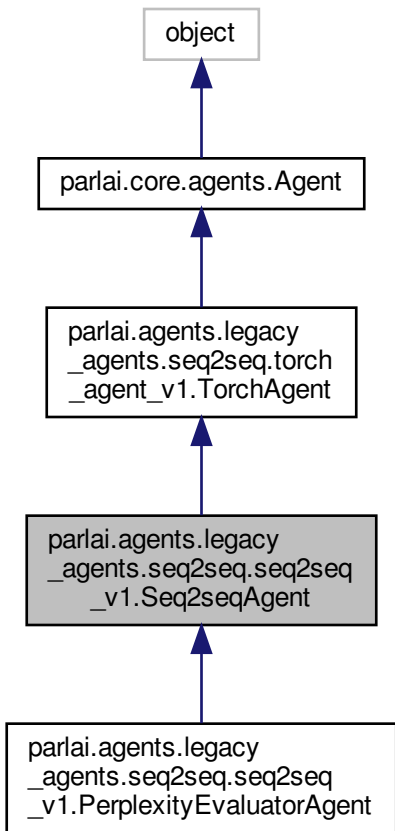 object
parlai.core.agents.Agent
parlai.agents.legacy
_agents.seq2seq.torch
_agent_v1.TorchAgent
parlai.agents.legacy
_agents.seq2seq.seq2seq
_v1.Seq2seqAgent
parlai.agents.legacy
_agents.seq2seq.seq2seq
_v1.PerplexityEvaluatorAgent